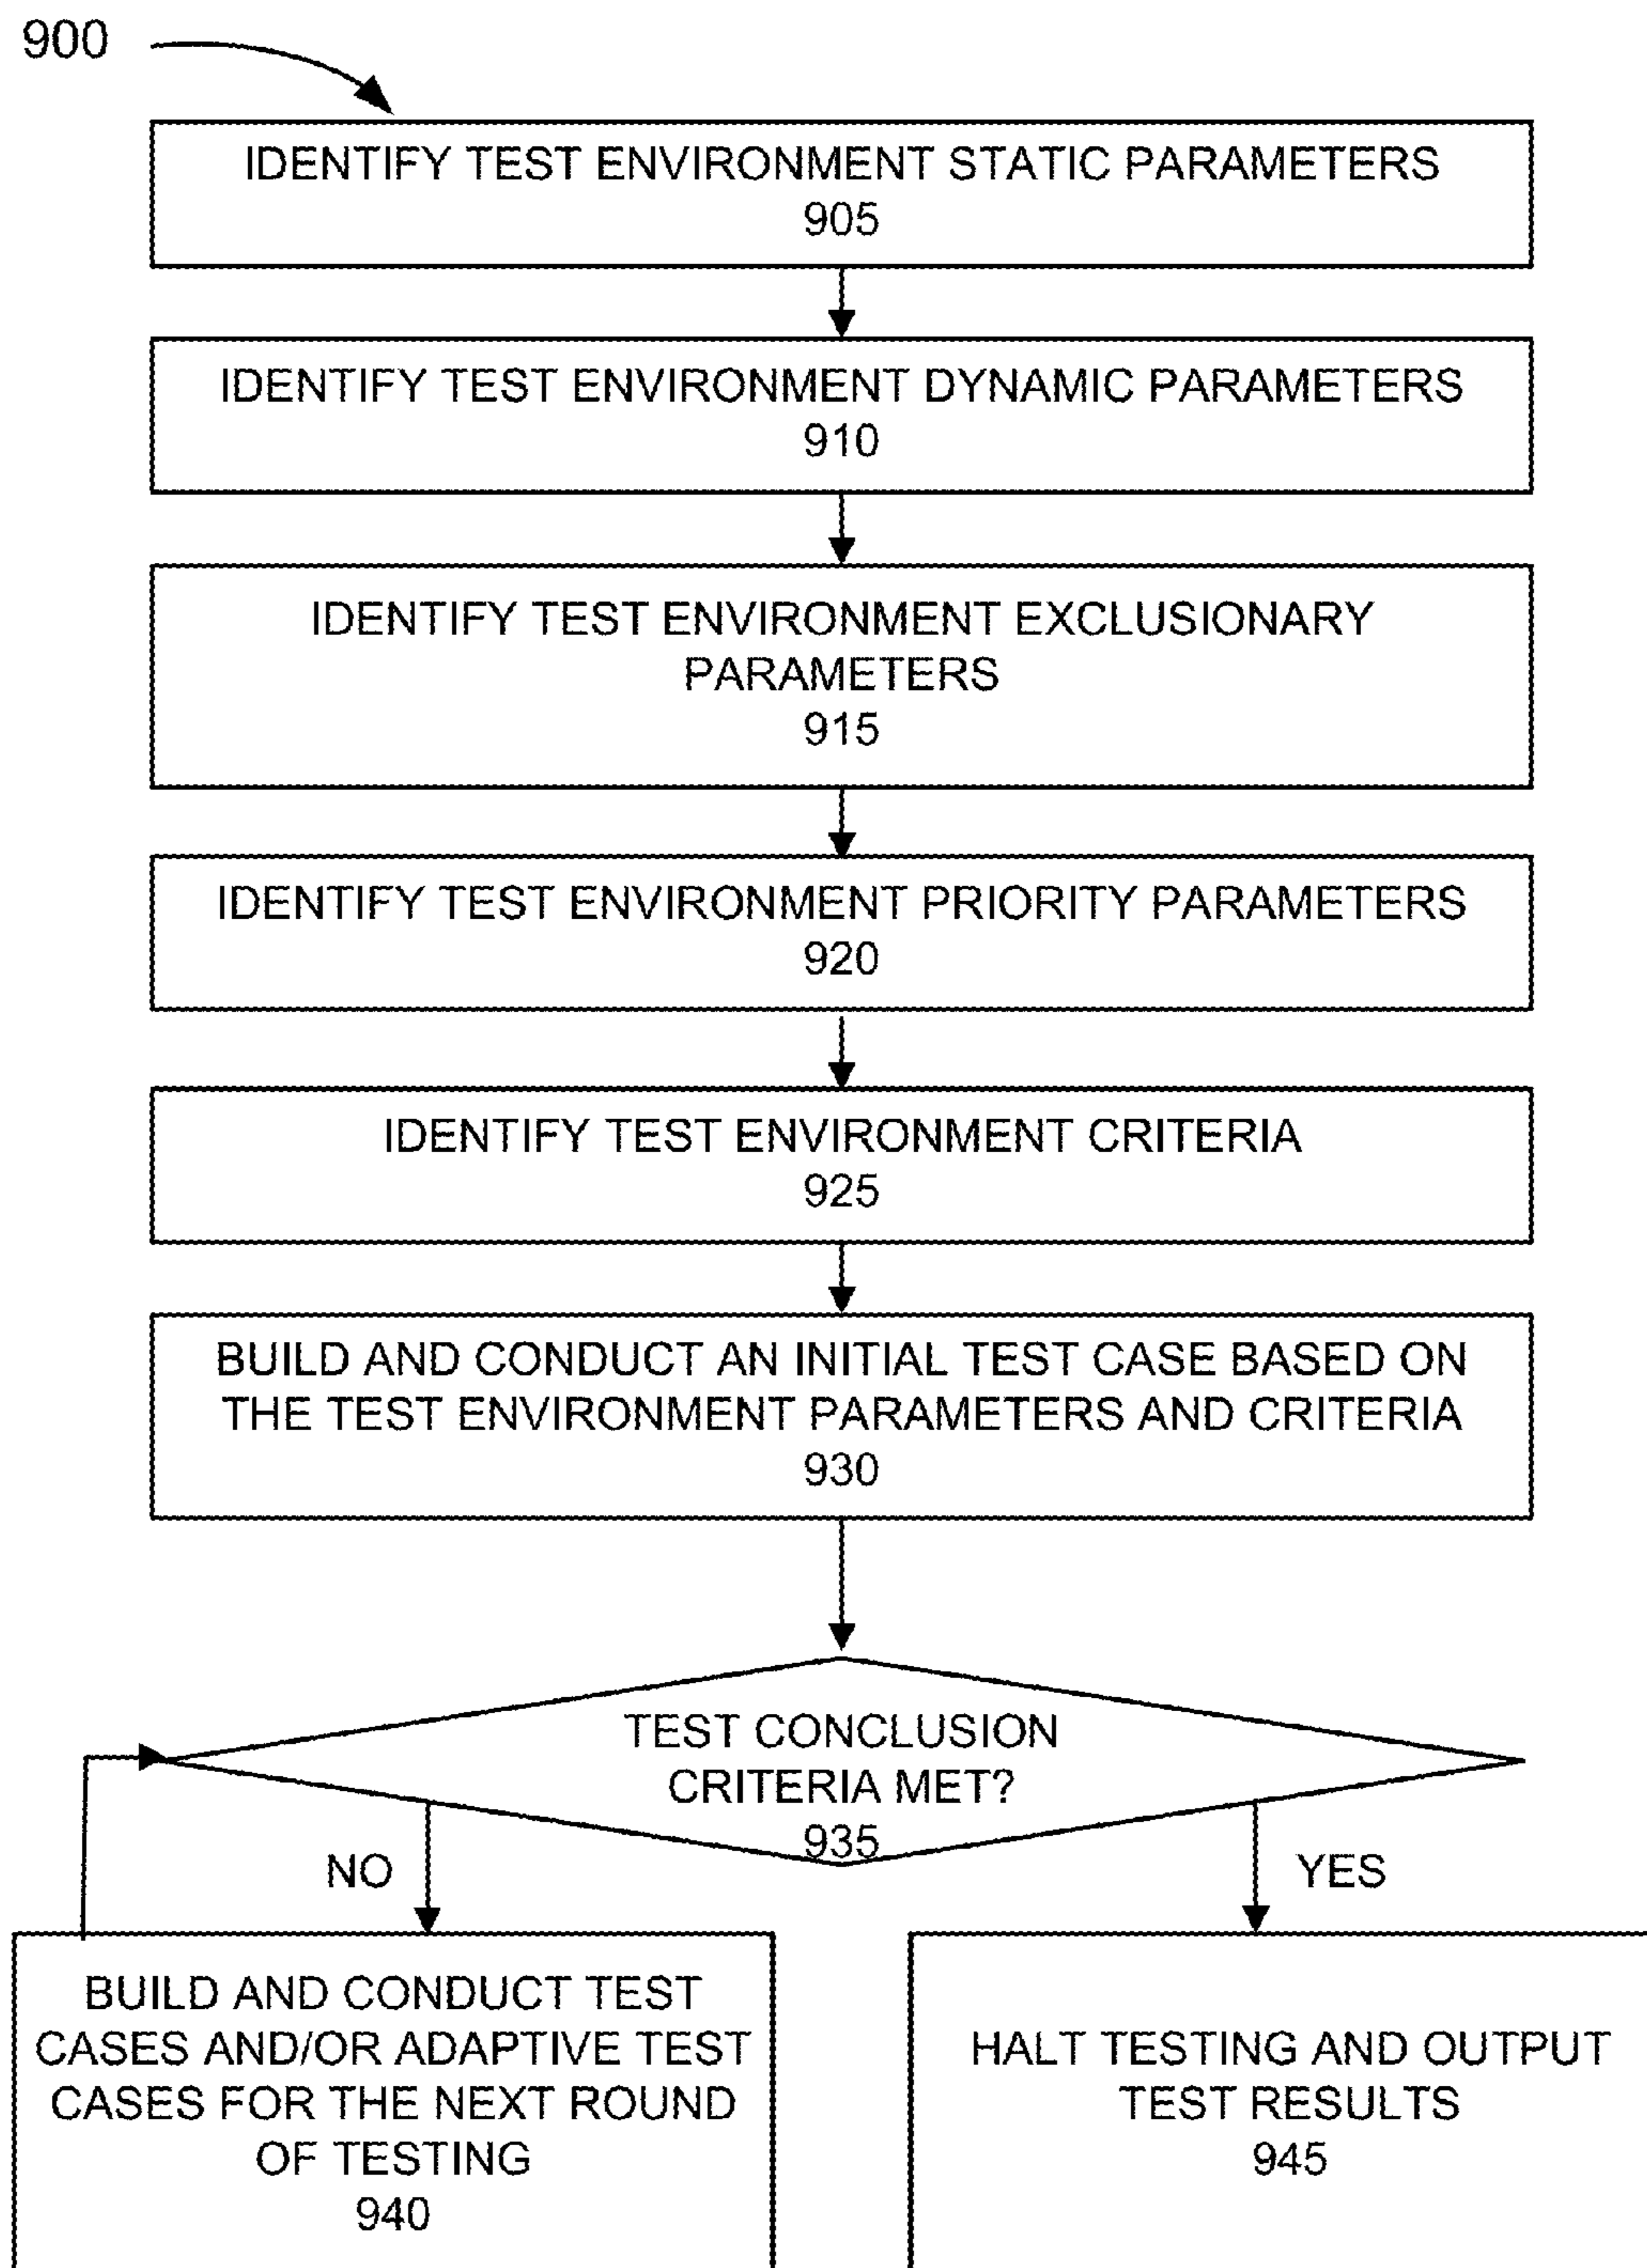 900
IDENTIFY TEST ENVIRONMENT STATIC PARAMETERS
905
IDENTIFY TEST ENVIRONMENT DYNAMIC PARAMETERS
910
IDENTIFY TEST ENVIRONMENT EXCLUSIONARY
PARAMETERS
915
IDENTIFY TEST ENVIRONMENT PRIORITY PARAMETERS
920
IDENTIFY TEST ENVIRONMENT CRITERIA
925
BUILD AND CONDUCT AN INITIAL TEST CASE BASED ON
THE TEST ENVIRONMENT PARAMETERS AND CRITERIA
930
TEST CONCLUSION
CRITERIA MET?
935
NO
YES
BUILD AND CONDUCT TEST
CASES AND/OR ADAPTIVE TEST
CASES FOR THE NEXT ROUND
OF TESTING
940
HALT TESTING AND OUTPUT
TEST RESULTS
945